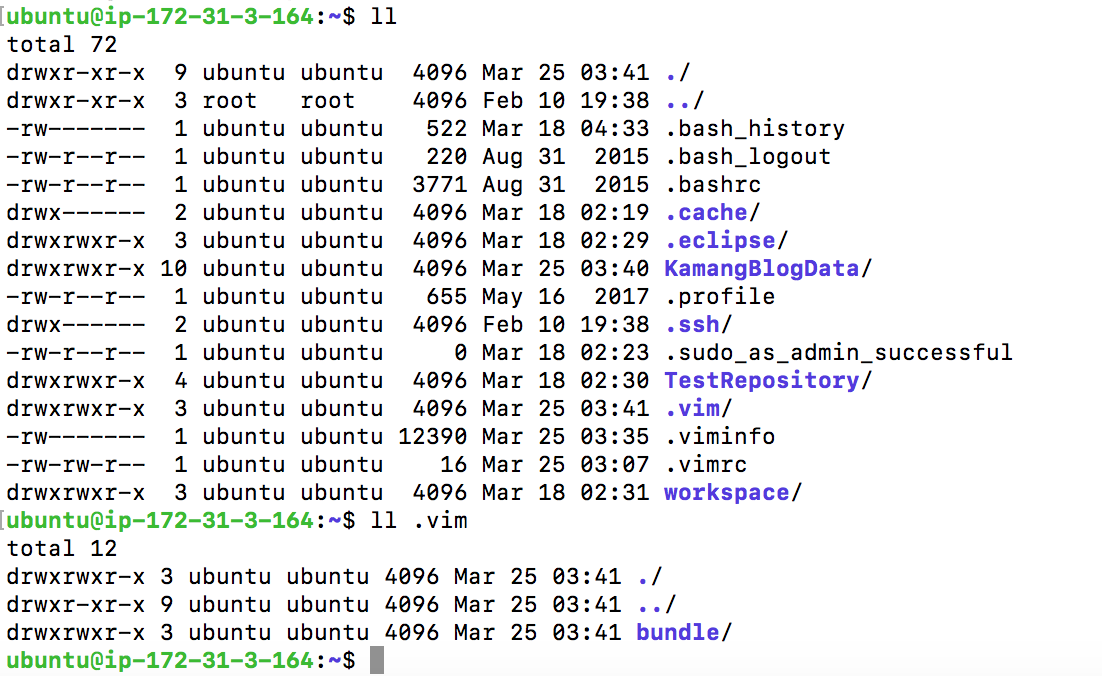 [ubuntu@ip-172-31-3-164:~$ ll
total 72
drwxr-xr-x  9 ubuntu ubuntu  4096 Mar 25 03:41 ./
drwxr-xr-x  3 root   root    4096 Feb 10 19:38 ../
-rw-------  1 ubuntu ubuntu   522 Mar 18 04:33 .bash_history
-rw-r--r--  1 ubuntu ubuntu   220 Aug 31  2015 .bash_logout
-rw-r--r--  1 ubuntu ubuntu  3771 Aug 31  2015 .bashrc
drwx------  2 ubuntu ubuntu  4096 Mar 18 02:19 .cache/
drwxrwxr-x  3 ubuntu ubuntu  4096 Mar 18 02:29 .eclipse/
drwxrwxr-x 10 ubuntu ubuntu  4096 Mar 25 03:40 KamangBlogData/
-rw-r--r--  1 ubuntu ubuntu   655 May 16  2017 .profile
drwx------  2 ubuntu ubuntu  4096 Feb 10 19:38 .ssh/
-rw-r--r--  1 ubuntu ubuntu     0 Mar 18 02:23 .sudo_as_admin_successful
drwxrwxr-x  4 ubuntu ubuntu  4096 Mar 18 02:30 TestRepository/
drwxrwxr-x  3 ubuntu ubuntu  4096 Mar 25 03:41 .vim/
-rw-------  1 ubuntu ubuntu 12390 Mar 25 03:35 .viminfo
-rw-rw-r--  1 ubuntu ubuntu    16 Mar 25 03:07 .vimrc
drwxrwxr-x  3 ubuntu ubuntu  4096 Mar 18 02:31 workspace/
[ubuntu@ip-172-31-3-164:~$ ll .vim
total 12
drwxrwxr-x 3 ubuntu ubuntu 4096 Mar 25 03:41 ./
drwxr-xr-x 9 ubuntu ubuntu 4096 Mar 25 03:41 ../
drwxrwxr-x 3 ubuntu ubuntu 4096 Mar 25 03:41 bundle/
ubuntu@ip-172-31-3-164:~$